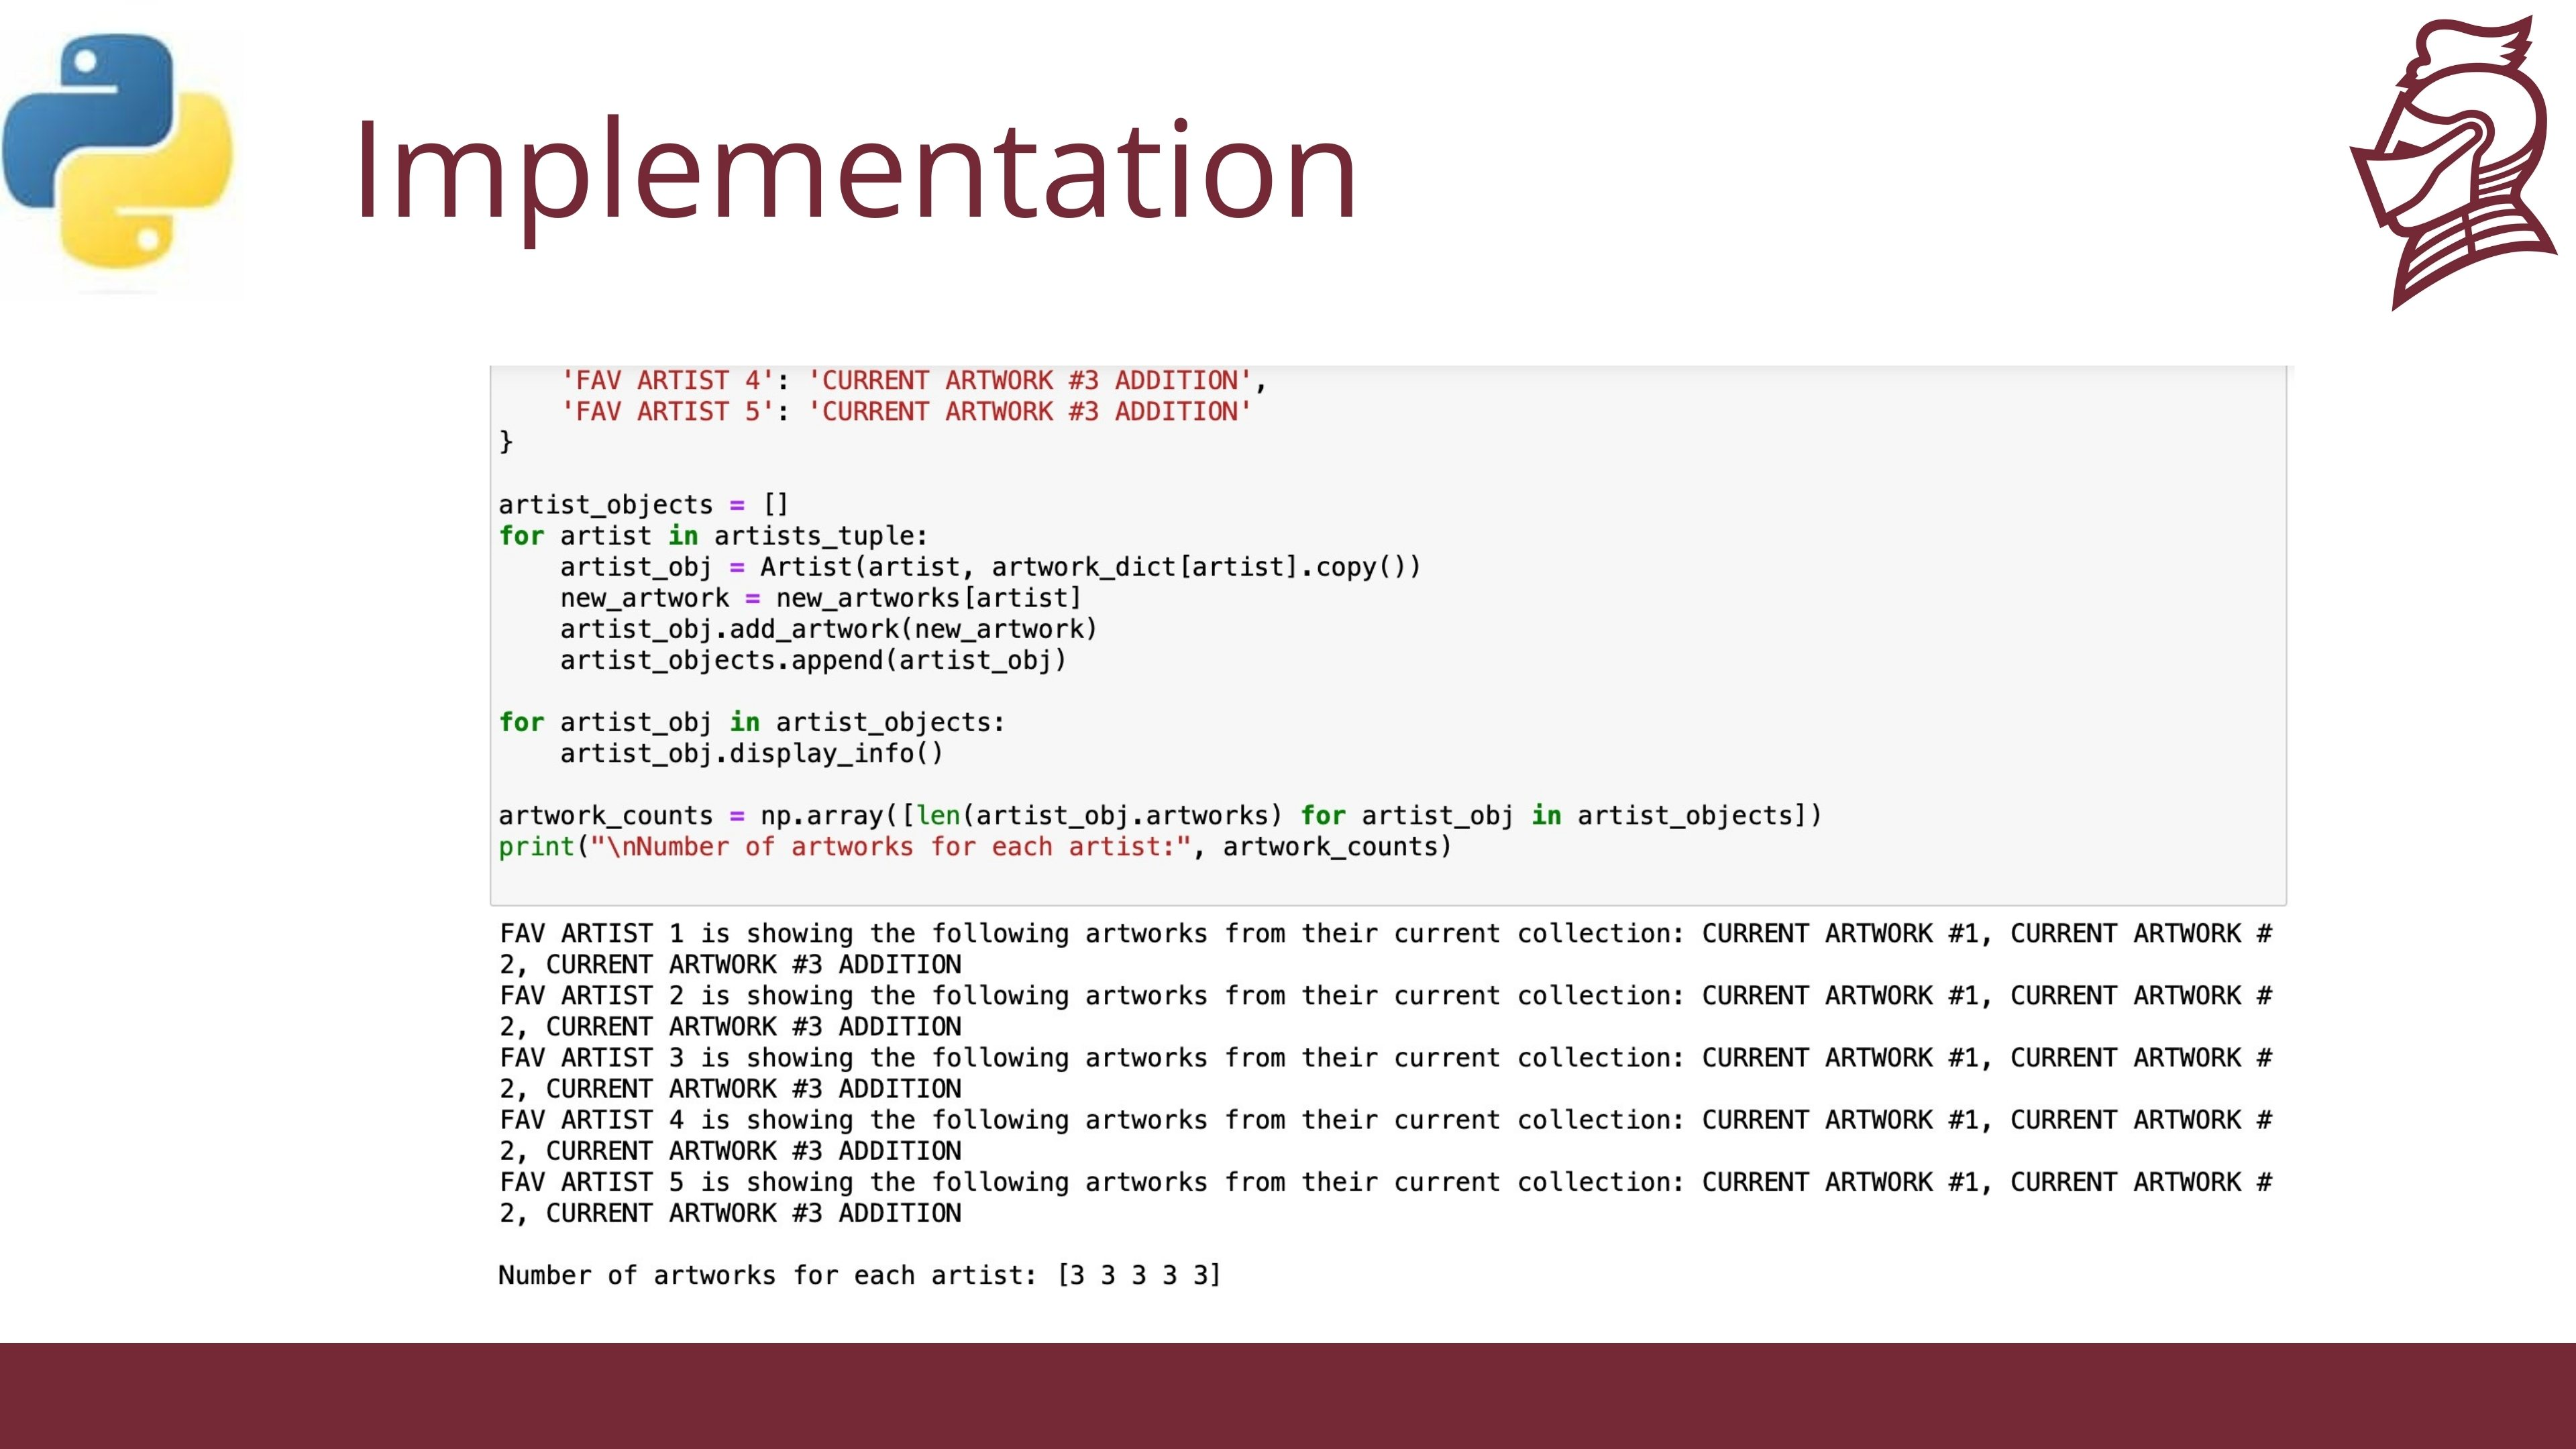 Implementation
    'FAV ARTIST 4': 'CURRENT ARTWORK #3 ADDITION',
    'FAV ARTIST 5': 'CURRENT ARTWORK #3 ADDITION'
}
artist_objects = []
for artist in artists_tuple:
    artist_obj = Artist(artist, artwork_dict[artist].copy())
    new_artwork = new_artworks[artist]
    artist_obj.add_artwork(new_artwork)
    artist_objects.append(artist_obj)
for artist_obj in artist_objects:
    artist_obj.display_info()
artwork_counts = np.array([len(artist_obj.artworks) for artist_obj in artist_objects])
print("\nNumber of artworks for each artist:", artwork_counts)
FAV ARTIST 1 is showing the following artworks from their current collection: CURRENT ARTWORK #1, CURRENT ARTWORK #
2, CURRENT ARTWORK #3 ADDITION
FAV ARTIST 2 is showing the following artworks from their current collection: CURRENT ARTWORK #1, CURRENT ARTWORK #
2, CURRENT ARTWORK #3 ADDITION
FAV ARTIST 3 is showing the following artworks from their current collection: CURRENT ARTWORK #1, CURRENT ARTWORK #
2, CURRENT ARTWORK #3 ADDITION
FAV ARTIST 4 is showing the following artworks from their current collection: CURRENT ARTWORK #1, CURRENT ARTWORK #
2, CURRENT ARTWORK #3 ADDITION
FAV ARTIST 5 is showing the following artworks from their current collection: CURRENT ARTWORK #1, CURRENT ARTWORK #
2, CURRENT ARTWORK #3 ADDITION
Number of artworks for each artist: [3 3 3 3 3]